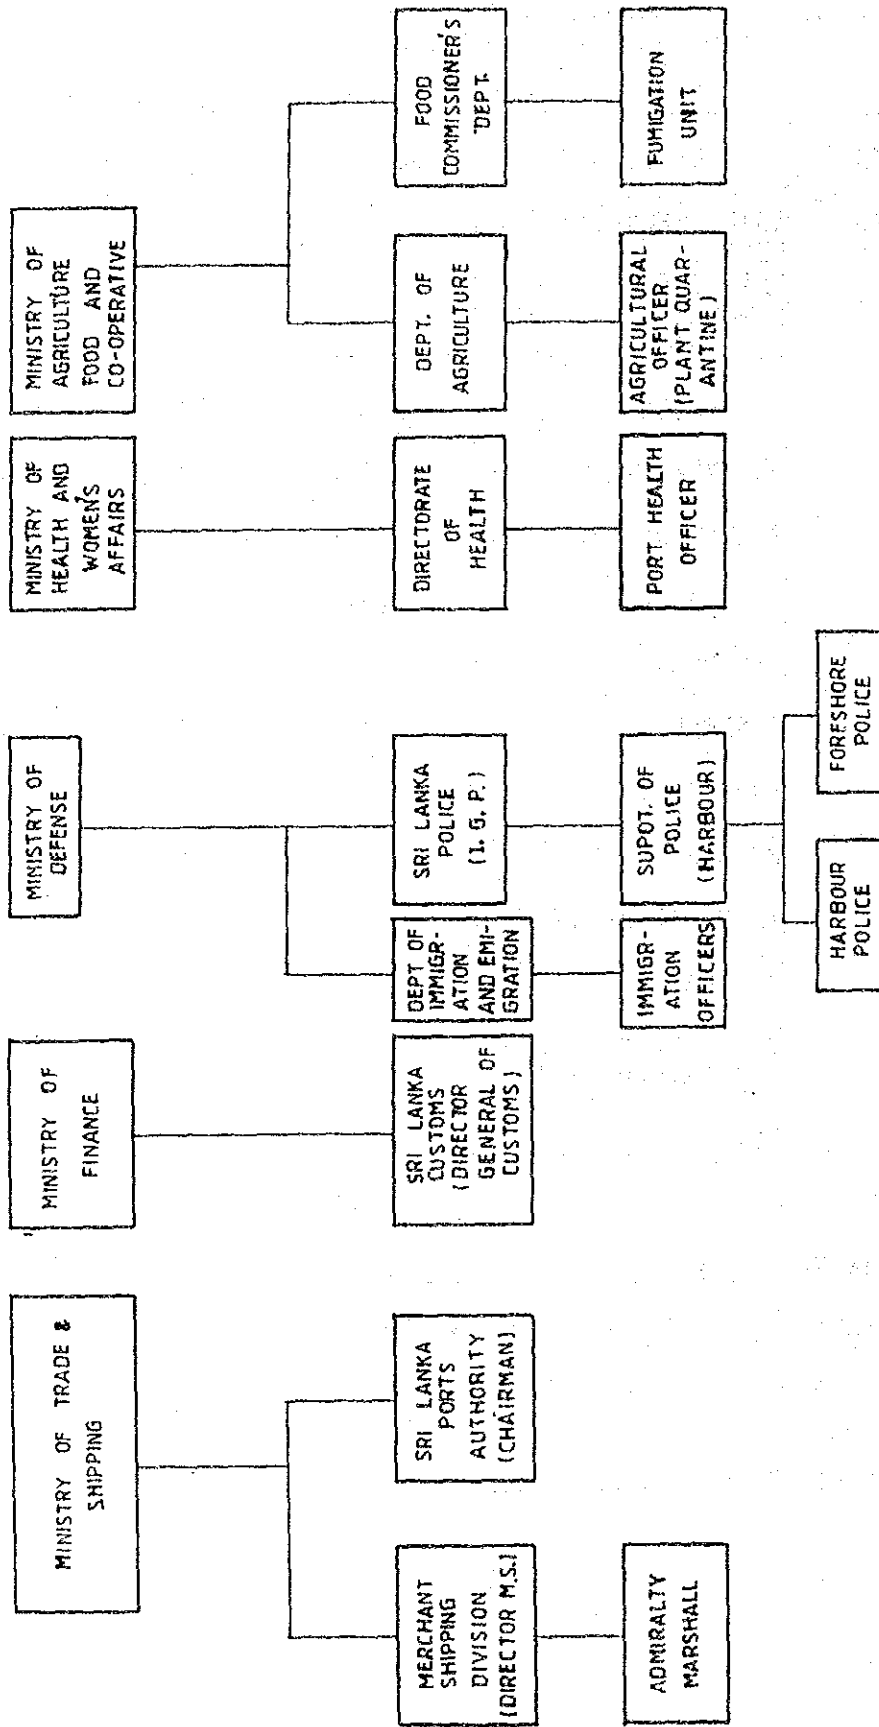 MINISTRY OF TRADE &
SHIPPING
MINISTRY OF
FINANCE
MINISTRY OF
DEFENSE
MINISTRY OF
HEALTH AND
WOMEN'S
AFFAIRS
MINISTRY OF
AGRICULTURE
FOOD AND
CO-OPERATIVE
MERCHANT
SHIPPING
DIVISION
(DIRECTOR M.S.)
SRI LANKA
PORTS
AUTHORITY
(CHAIRMAN)
SRI LANKA
CUSTOMS
(DIRECTOR
GENERAL OF
CUSTOMS)
DEPT OF
IMMIGR-
ATION
AND EMI-
GRATION
SRI LANKA
POLICE
(I. G. P.)
DIRECTORATE
OF
HEALTH
DEPT. OF
AGRICULTURE
FOOD
COMMISSIONER'S
DEPT.
ADMIRALTY
MARSHALL
IMMIGR-
ATION
OFFICERS
SUPDT. OF
POLICE
(HARBOUR)
PORT HEALTH
OFFICER
AGRICULTURAL
OFFICER
(PLANT QUAR-
ANTINE)
FUMIGATION
UNIT
HARBOUR
POLICE
FORESHORE
POLICE